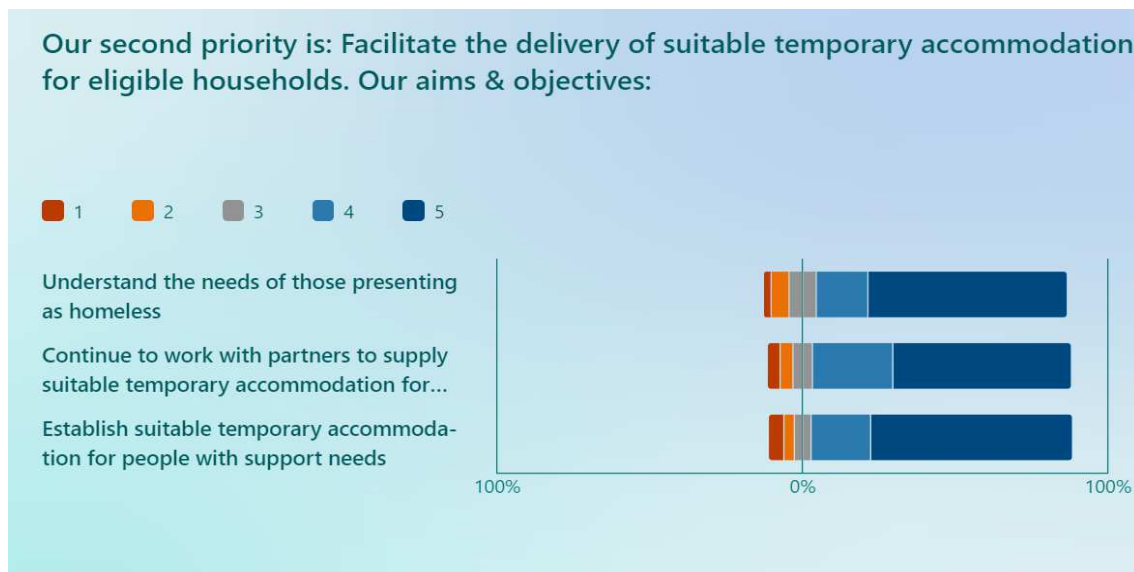 Our second priority is: Facilitate the delivery of suitable temporary accommodation
for eligible households. Our aims & objectives:
1 2 3 4 5
Understand the needs of those presenting
as homeless
Continue to work with partners to supply
suitable temporary accommodation for...
Establish suitable temporary accommoda-
tion for people with support needs
100% 0% 100%